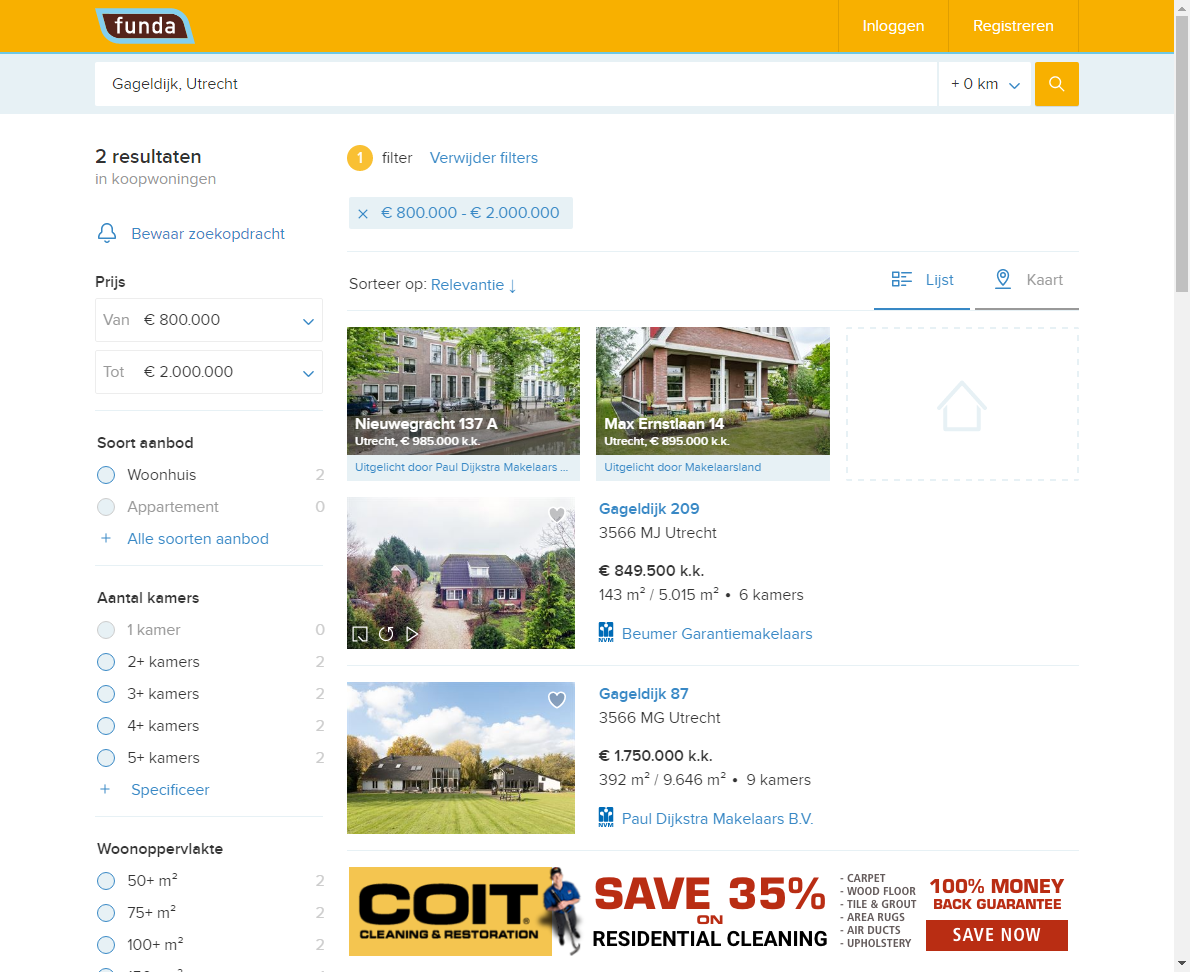 funda
Inloggen
Registreren
Gageldijk, Utrecht
+ 0 km
2 resultaten
in koopwoningen
Bewaar zoekopdracht
Prijs
Van € 800.000
Tot € 2.000.000
Soort aanbod
Woonhuis 2
Appartement 0
+ Alle soorten aanbod
Aantal kamers
1 kamer 0
2+ kamers 2
3+ kamers 2
4+ kamers 2
5+ kamers 2
+ Specificeer
Woonoppervlakte
50+ m² 2
75+ m² 2
100+ m² 2
1 filter Verwijder filters
× € 800.000 - € 2.000.000
Sorteer op: Relevantie ↓
Lijst
Kaart
Nieuwegracht 137 A
Utrecht, € 985.000 k.k.
Uitgelicht door Paul Dijkstra Makelaars ...
Max Ernstlaan 14
Utrecht, € 895.000 k.k.
Uitgelicht door Makelaarsland
Gageldijk 209
3566 MJ Utrecht
€ 849.500 k.k.
143 m² / 5.015 m² • 6 kamers
NVM Beumer Garantiemakelaars
Gageldijk 87
3566 MG Utrecht
€ 1.750.000 k.k.
392 m² / 9.646 m² • 9 kamers
NVM Paul Dijkstra Makelaars B.V.
COIT
CLEANING & RESTORATION
SAVE 35%
ON
RESIDENTIAL CLEANING
- CARPET
- WOOD FLOOR
- TILE & GROUT
- AREA RUGS
- AIR DUCTS
- UPHOLSTERY
100% MONEY
BACK GUARANTEE
SAVE NOW